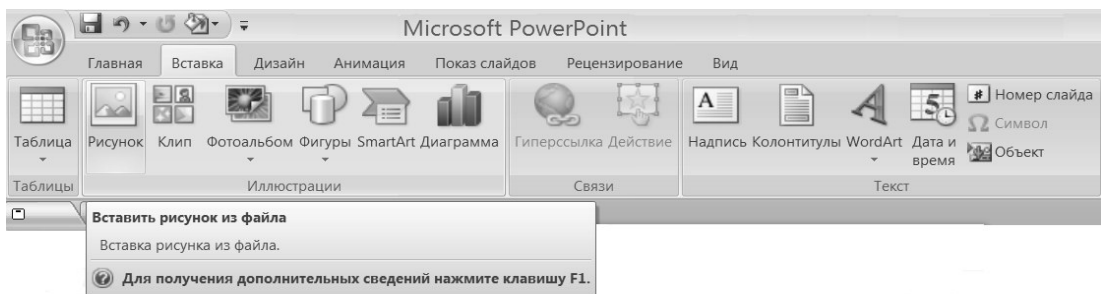 Microsoft PowerPoint
Главная Вставка Дизайн Анимация Показ слайдов Рецензирование Вид
Таблица Рисунок Клип Фотоальбом Фигуры SmartArt Диаграмма Гиперссылка Действие Надпись Колонтитулы WordArt Дата и время
# Номер слайда
Ω Символ
Объект
Таблицы Иллюстрации Связи Текст
Вставить рисунок из файла
Вставка рисунка из файла.
Для получения дополнительных сведений нажмите клавишу F1.